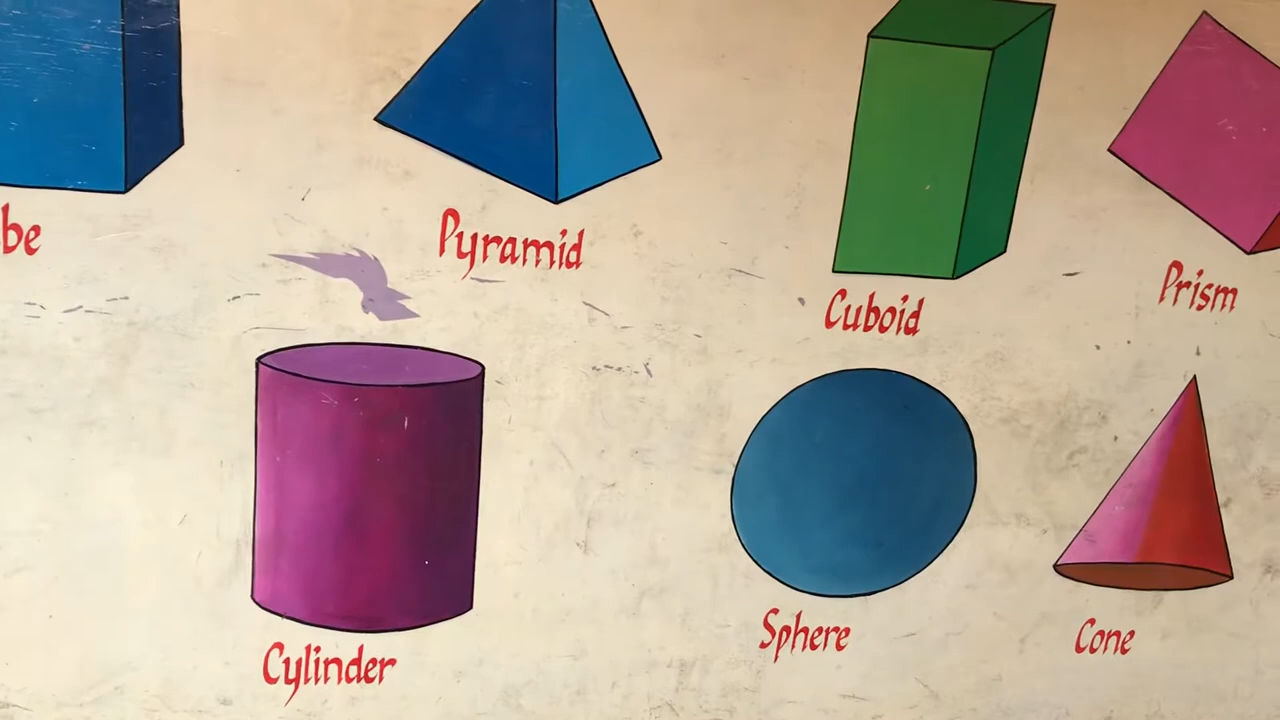 be
Pyramid
Cuboid
Prism
Cylinder
Sphere
Cone